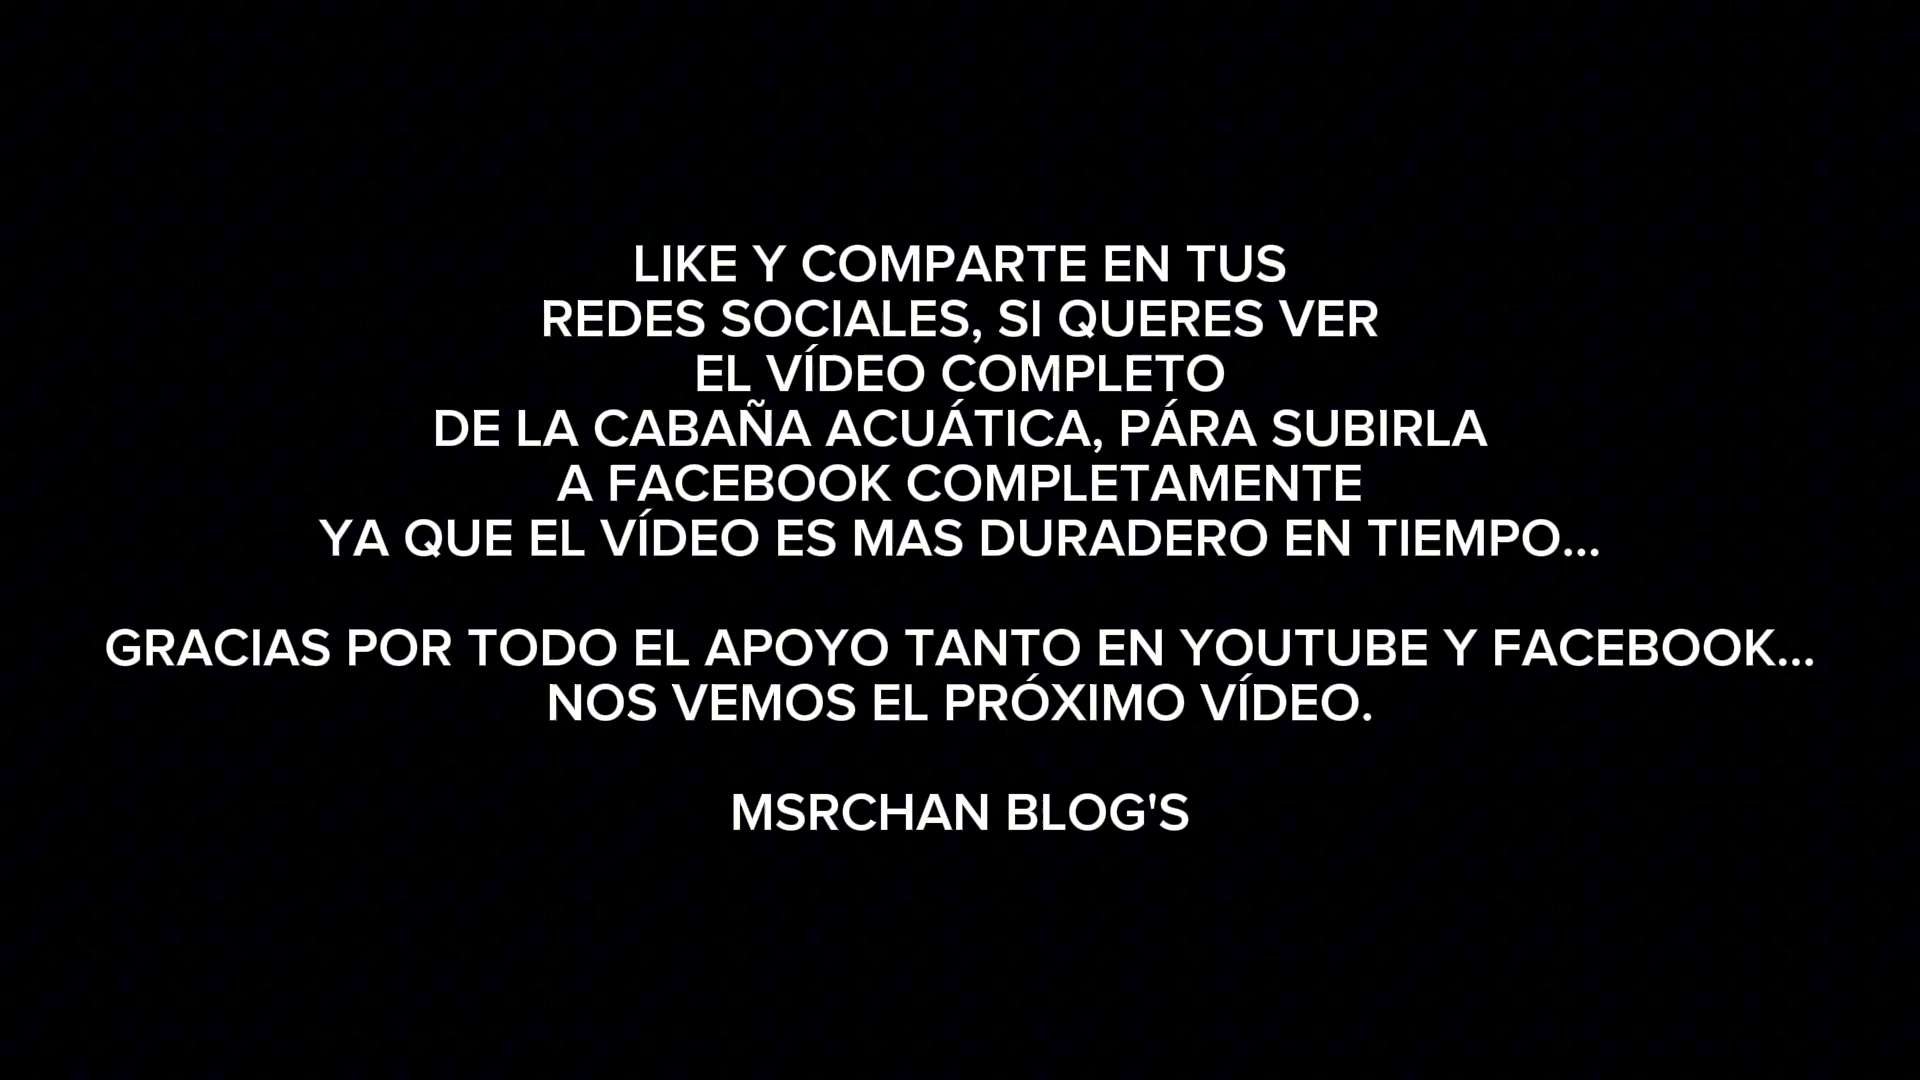 LIKE Y COMPARTE EN TUS
REDES SOCIALES, SI QUERES VER
EL VÍDEO COMPLETO
DE LA CABAÑA ACUÁTICA, PÁRA SUBIRLA
A FACEBOOK COMPLETAMENTE
YA QUE EL VÍDEO ES MAS DURADERO EN TIEMPO...
GRACIAS POR TODO EL APOYO TANTO EN YOUTUBE Y FACEBOOK...
NOS VEMOS EL PRÓXIMO VÍDEO.
MSRCHAN BLOG'S